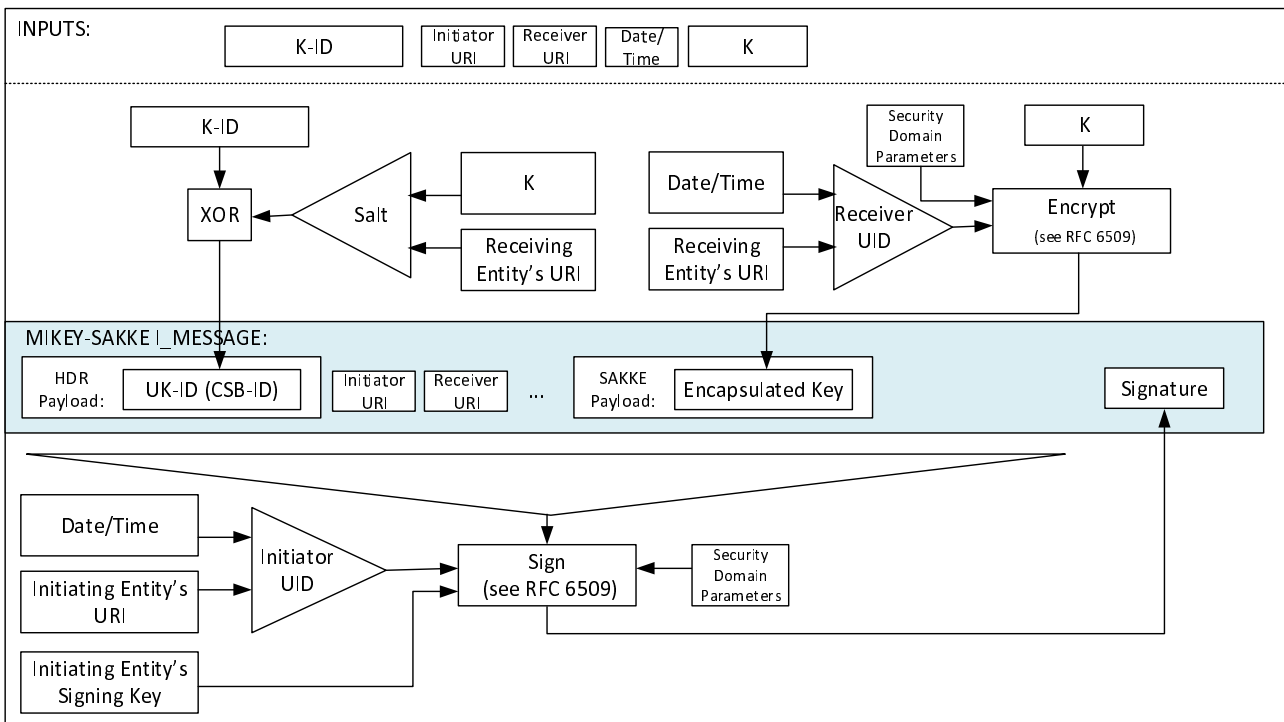 INPUTS:
K-ID
Initiator
URI
Receiver
URI
Date/
Time
K
K-ID
XOR
Salt
K
Receiving
Entity's URI
Date/Time
Receiving
Entity's URI
Receiver
UID
Security
Domain
Parameters
K
Encrypt
(see RFC 6509)
MIKEY-SAKKE I_MESSAGE:
HDR
Payload:
UK-ID (CSB-ID)
Initiator
URI
Receiver
URI
...
SAKKE
Payload:
Encapsulated Key
Signature
Date/Time
Initiating Entity's
URI
Initiating Entity's
Signing Key
Initiator
UID
Sign
(see RFC 6509)
Security
Domain
Parameters